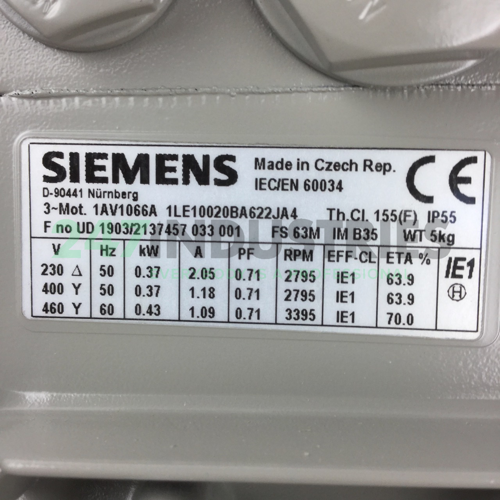 SIEMENS Made in Czech Rep. CE
D-90441 Nürnberg IEC/EN 60034
3~Mot. 1AV1066A 1LE10020BA622JA4 Th.Cl. 155(F) IP55
F no UD 1903/2137457 033 001 FS 63M IM B35 WT 5kg
V Hz kW A PF RPM EFF-CL ETA % IE1
230 Δ 50 0.37 2.05 0.71 2795 IE1 63.9 H
400 Y 50 0.37 1.18 0.71 2795 IE1 63.9
460 Y 60 0.43 1.09 0.71 3395 IE1 70.0
247 INDUSTRIES